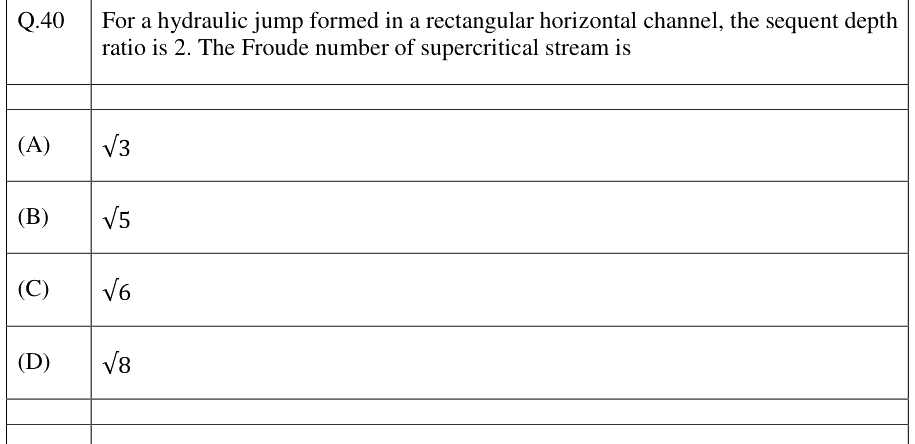 Q.40 For a hydraulic jump formed in a rectangular horizontal channel, the sequent depth
ratio is 2. The Froude number of supercritical stream is
(A) √3
(B) √5
(C) √6
(D) √8